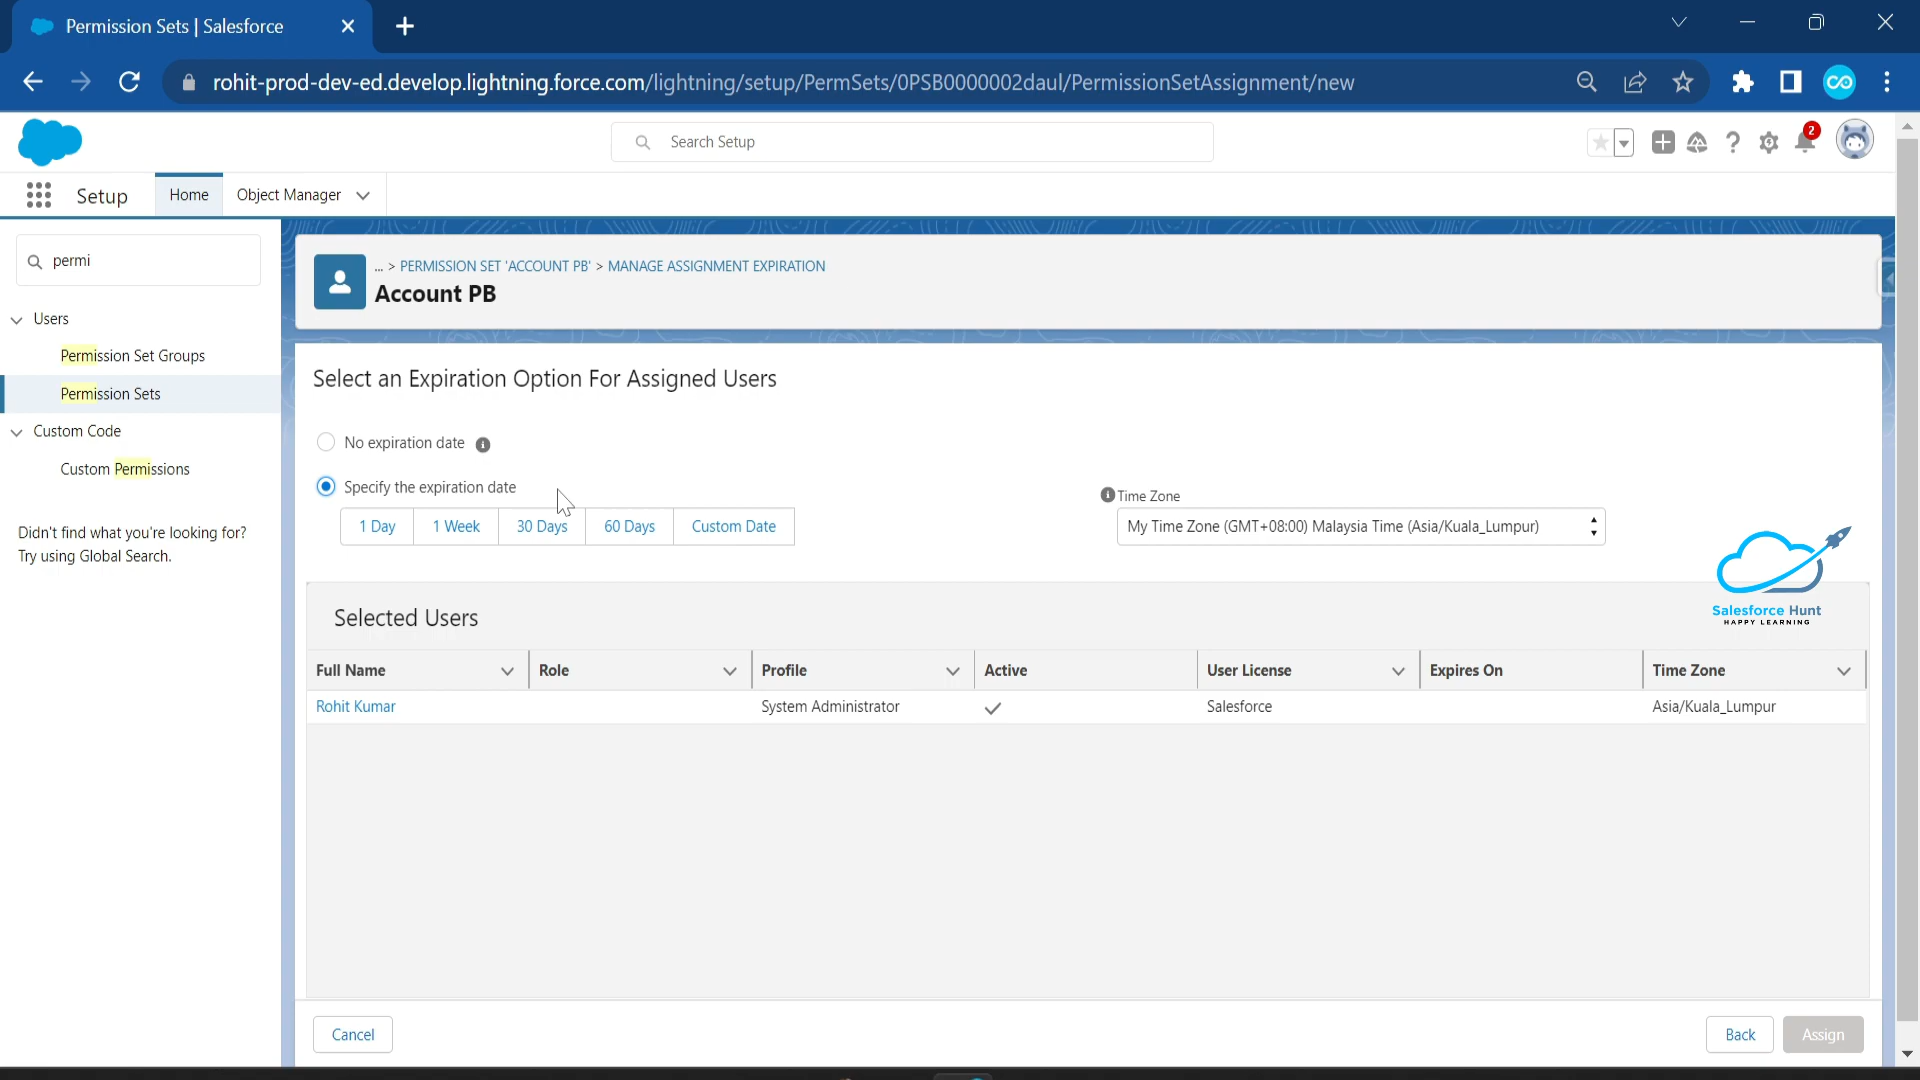 Permission Sets | Salesforce
rohit-prod-dev-ed.develop.lightning.force.com/lightning/setup/PermSets/0PSB0000002daul/PermissionSetAssignment/new
Search Setup
2
Setup
Home
Object Manager
permi
Users
Permission Set Groups
Permission Sets
Custom Code
Custom Permissions
Didn't find what you're looking for?
Try using Global Search.
... > PERMISSION SET 'ACCOUNT PB' > MANAGE ASSIGNMENT EXPIRATION
Account PB
Select an Expiration Option For Assigned Users
No expiration date
Specify the expiration date
1 Day 1 Week 30 Days 60 Days Custom Date
Time Zone
My Time Zone (GMT+08:00) Malaysia Time (Asia/Kuala_Lumpur)
Salesforce Hunt
HAPPY LEARNING
Selected Users
Full Name Role Profile Active User License Expires On Time Zone
Rohit Kumar System Administrator Salesforce Asia/Kuala_Lumpur
Cancel Back Assign